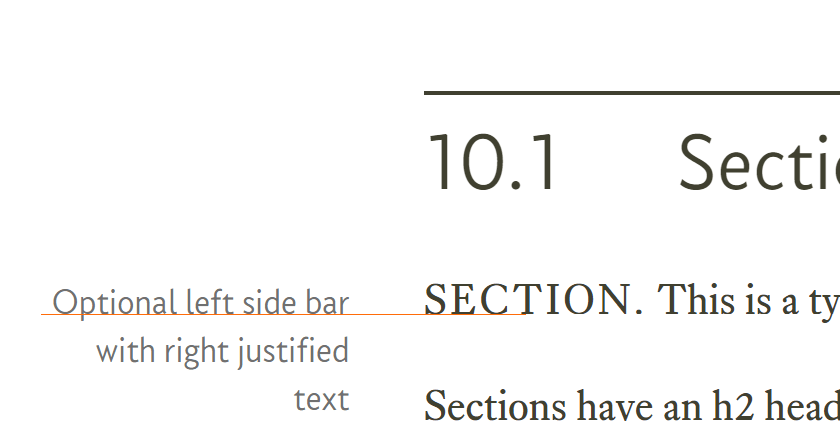 10.1 Secti
Optional left side bar
with right justified
text
SECTION. This is a ty
Sections have an h2 head